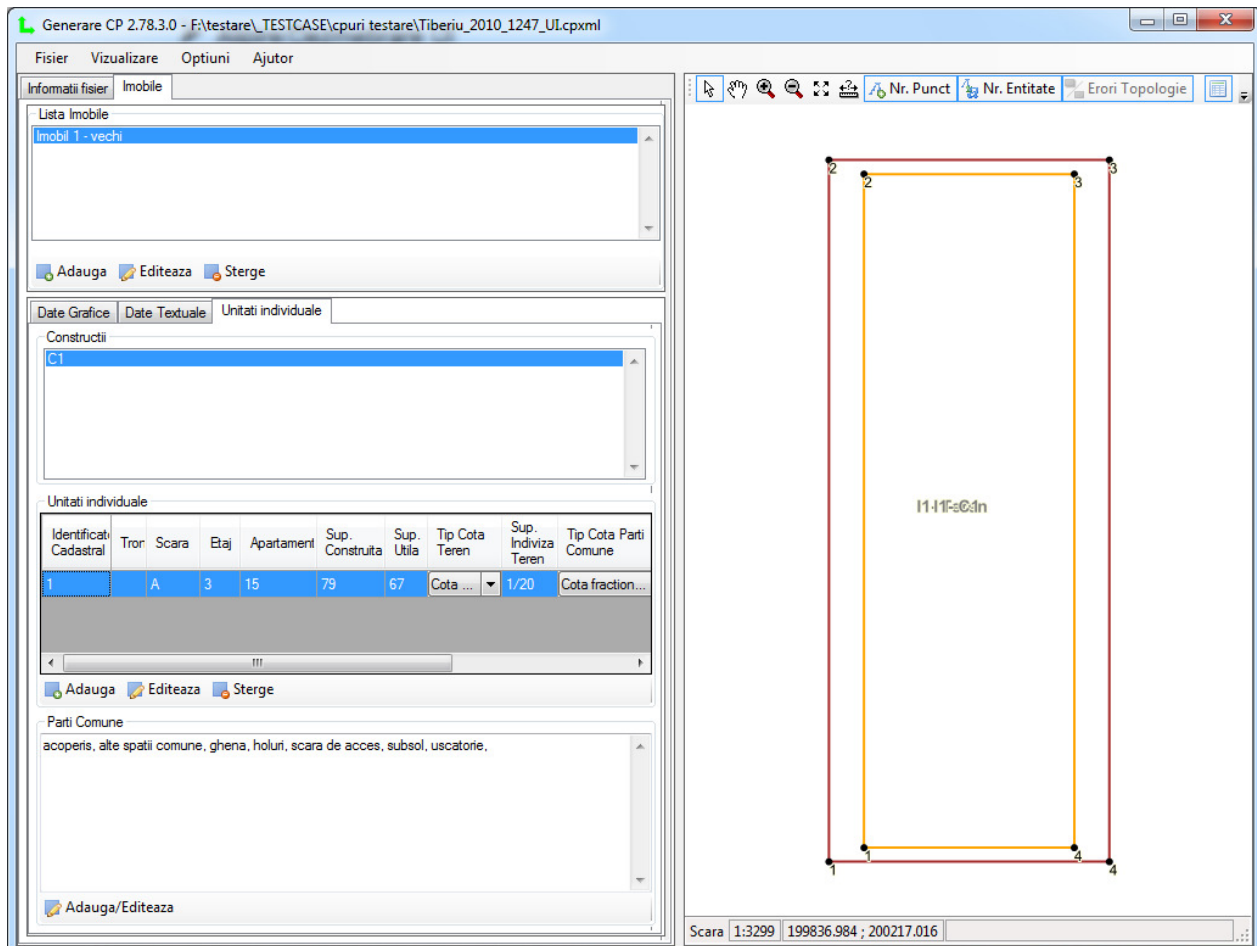 Generare CP 2.78.3.0 - F:\testare\_TESTCASE\cpuri testare\Tiberiu_2010_1247_UI.cpxml
Fisier Vizualizare Optiuni Ajutor
Informatii fisier Imobile
Lista Imobile
Imobil 1 - vechi
Adauga Editeaza Sterge
Date Grafice Date Textuale Unitati individuale
Constructii
C1
Unitati individuale
Identificat Cadastral Tron Scara Etaj Apartament Sup. Construita Sup. Utila Tip Cota Teren Sup. Indiviza Teren Tip Cota Parti Comune
1 A 3 15 79 67 Cota ... 1/20 Cota fraction...
Adauga Editeaza Sterge
Parti Comune
acoperis, alte spatii comune, ghena, holuri, scara de acces, subsol, uscatorie,
Adauga/Editeaza
Nr. Punct Nr. Entitate Erori Topologie
2 3
2 3
1 4
1 4
Scara 1:3299 199836.984 ; 200217.016